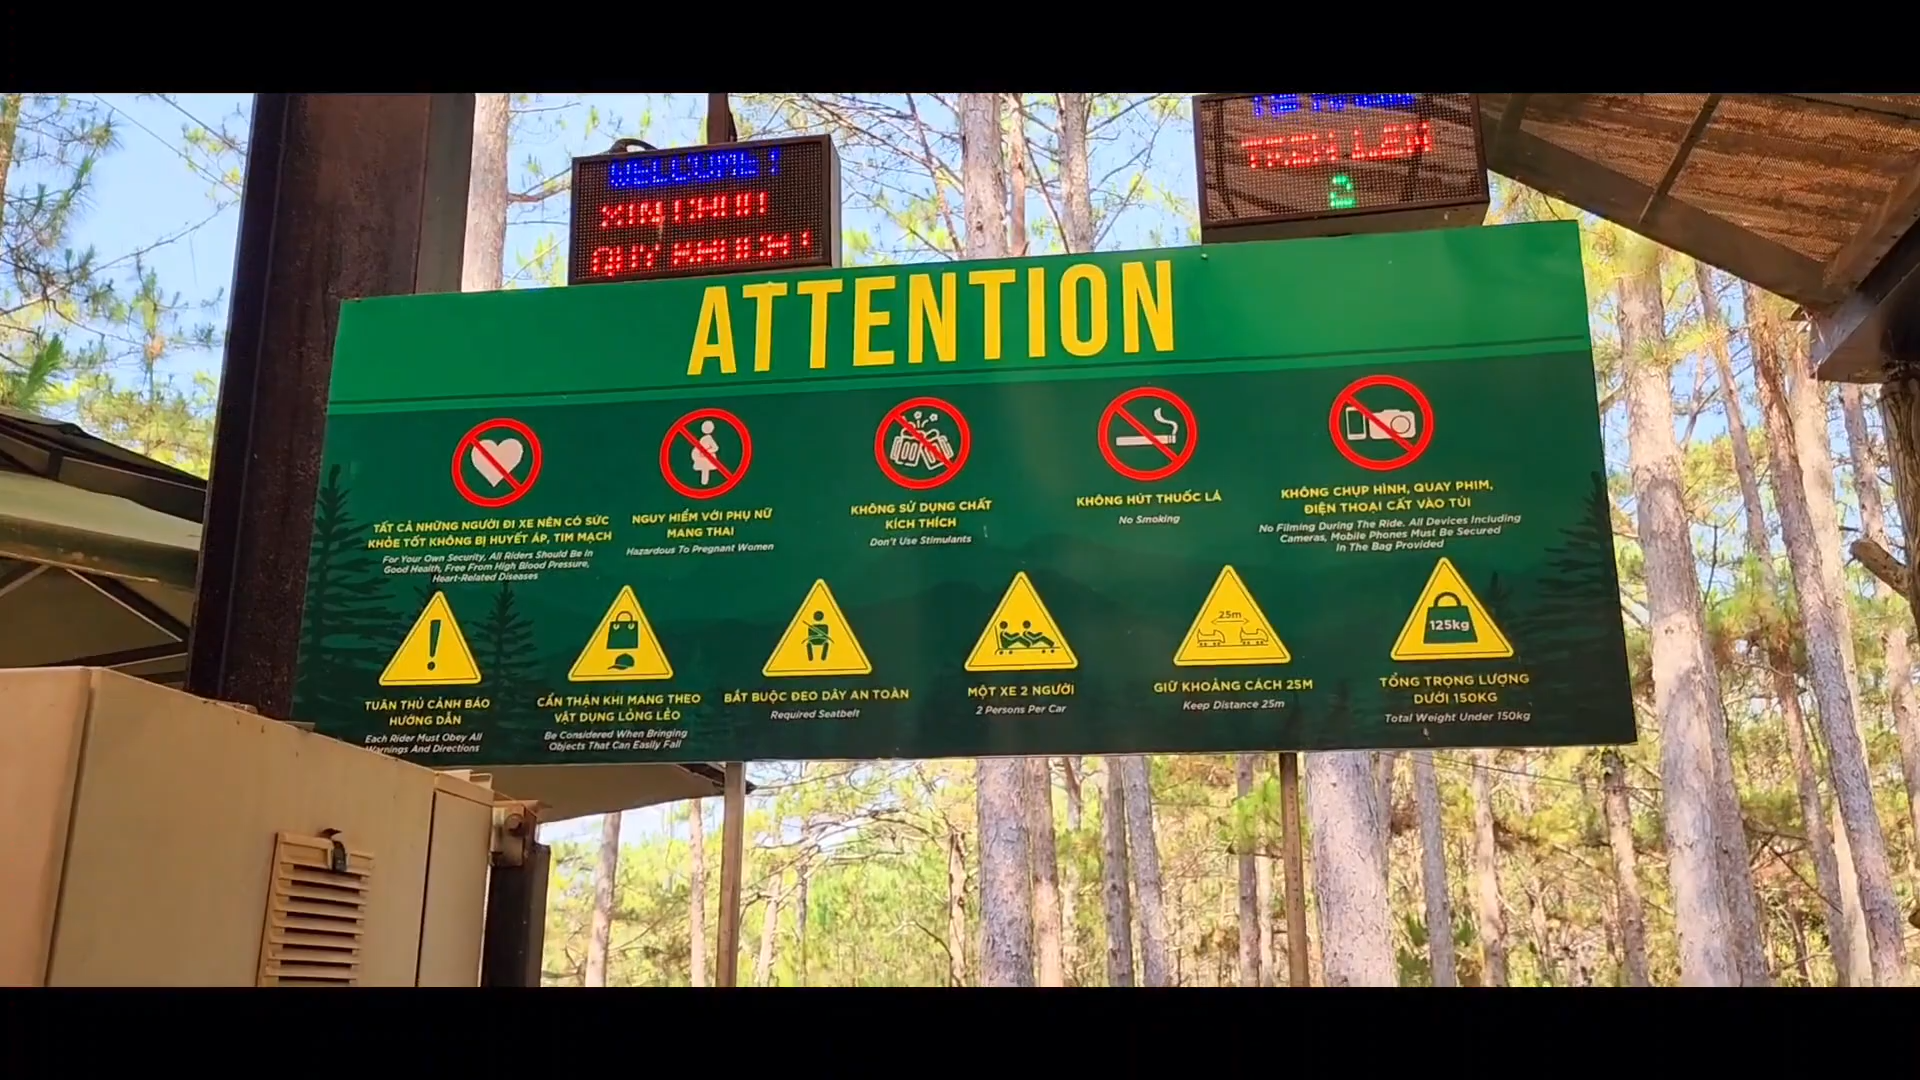 WELCOME!
XIN CHÀO!
QUÝ KHÁCH!
2
ATTENTION
TẤT CẢ NHỮNG NGƯỜI ĐI XE NÊN CÓ SỨC
KHỎE TỐT KHÔNG BỊ HUYẾT ÁP, TIM MẠCH
For Your Own Security, All Riders Should Be in
Good Health, Free From High Blood Pressure,
Heart-Related Diseases
NGUY HIỂM VỚI PHỤ NỮ
MANG THAI
Hazardous To Pregnant Women
KHÔNG SỬ DỤNG CHẤT
KÍCH THÍCH
Don't Use Stimulants
KHÔNG HÚT THUỐC LÁ
No Smoking
KHÔNG CHỤP HÌNH, QUAY PHIM,
ĐIỆN THOẠI CẤT VÀO TÚI
No Filming During The Ride. All Devices Including
Cameras, Mobile Phones Must Be Secured
In The Bag Provided
TUÂN THỦ CẢNH BÁO
HƯỚNG DẪN
Each Rider Must Obey All
Warnings And Directions
CẨN THẬN KHI MANG THEO
VẬT DỤNG LỎNG LẺO
Be Considered When Bringing
Objects That Can Easily Fall
BẮT BUỘC ĐEO DÂY AN TOÀN
Required Seatbelt
MỘT XE 2 NGƯỜI
2 Persons Per Car
25m
GIỮ KHOẢNG CÁCH 25M
Keep Distance 25m
125kg
TỔNG TRỌNG LƯỢNG
DƯỚI 150KG
Total Weight Under 150kg